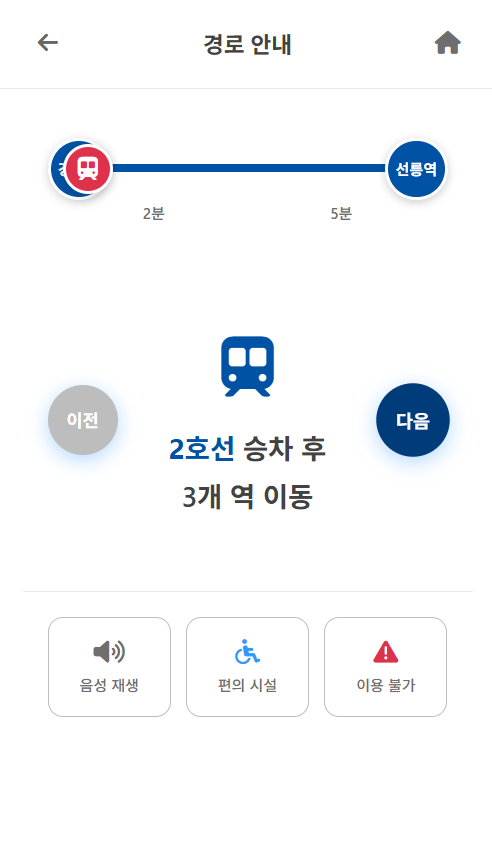 경로 안내
선릉역
2분
5분
이전
다음
2호선 승차 후
3개 역 이동
음성 재생
편의 시설
이용 불가